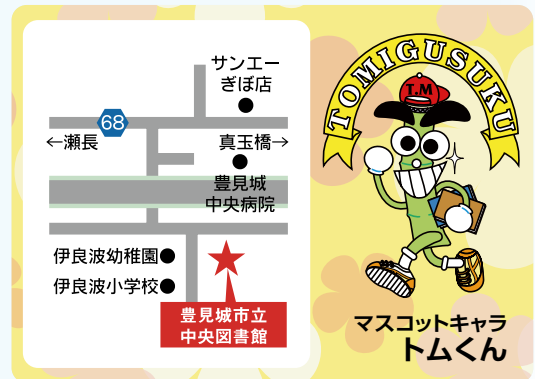 サンエー
ぎぼ店
68
←瀬長
真玉橋→
豊見城
中央病院
伊良波幼稚園
伊良波小学校
豊見城市立
中央図書館
TOMIGUSUKU
T.M
マスコットキャラ
トムくん